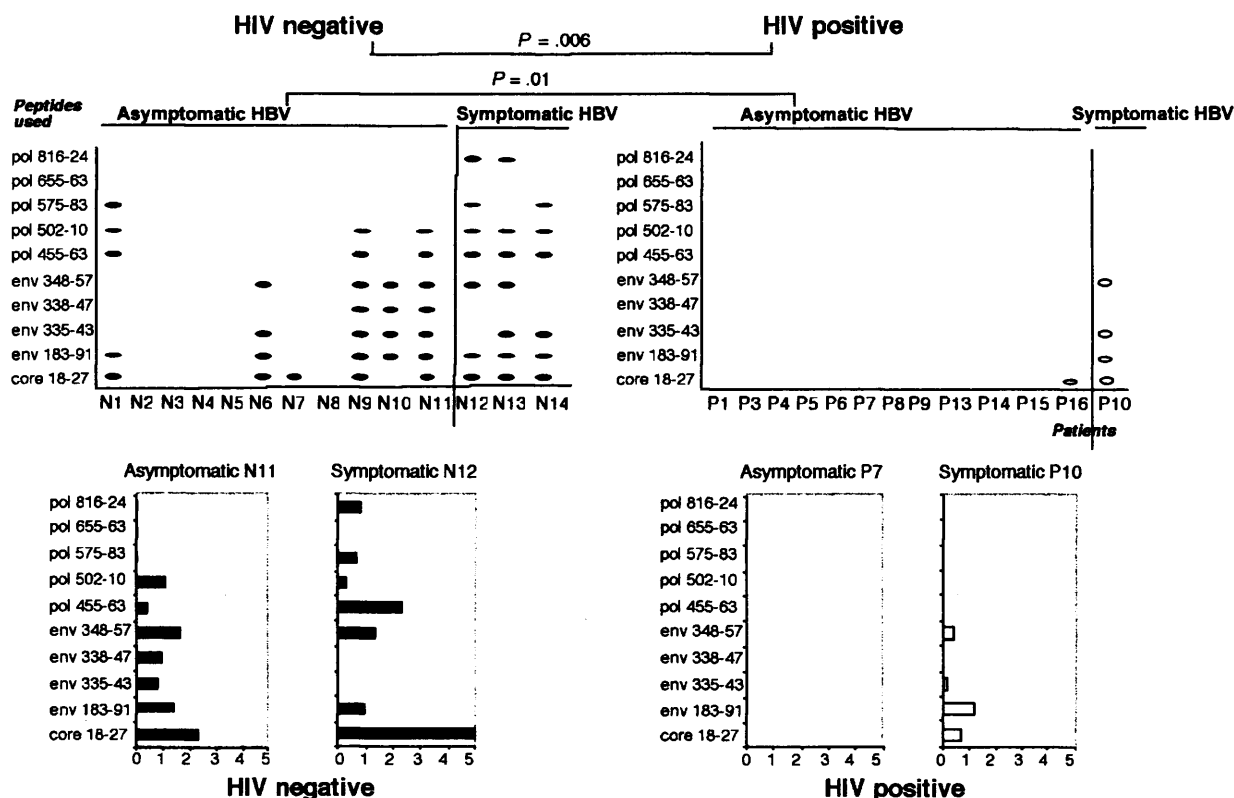 HIV negative HIV positive
P = .006
P = .01
Peptides used
Asymptomatic HBV Symptomatic HBV Asymptomatic HBV Symptomatic HBV
pol 816-24 pol 816-24
pol 655-63 pol 655-63
pol 575-83 pol 575-83
pol 502-10 pol 502-10
pol 455-63 pol 455-63
env 348-57 env 348-57
env 338-47 env 338-47
env 335-43 env 335-43
env 183-91 env 183-91
core 18-27 core 18-27
N1 N2 N3 N4 N5 N6 N7 N8 N9 N10 N11 N12 N13 N14 P1 P3 P4 P5 P6 P7 P8 P9 P13 P14 P15 P16 P10
Patients
Asymptomatic N11 Symptomatic N12 Asymptomatic P7 Symptomatic P10
pol 816-24 pol 816-24
pol 655-63 pol 655-63
pol 575-83 pol 575-83
pol 502-10 pol 502-10
pol 455-63 pol 455-63
env 348-57 env 348-57
env 338-47 env 338-47
env 335-43 env 335-43
env 183-91 env 183-91
core 18-27 core 18-27
0 1 2 3 4 5 0 1 2 3 4 5 0 1 2 3 4 5 0 1 2 3 4 5
HIV negative HIV positive